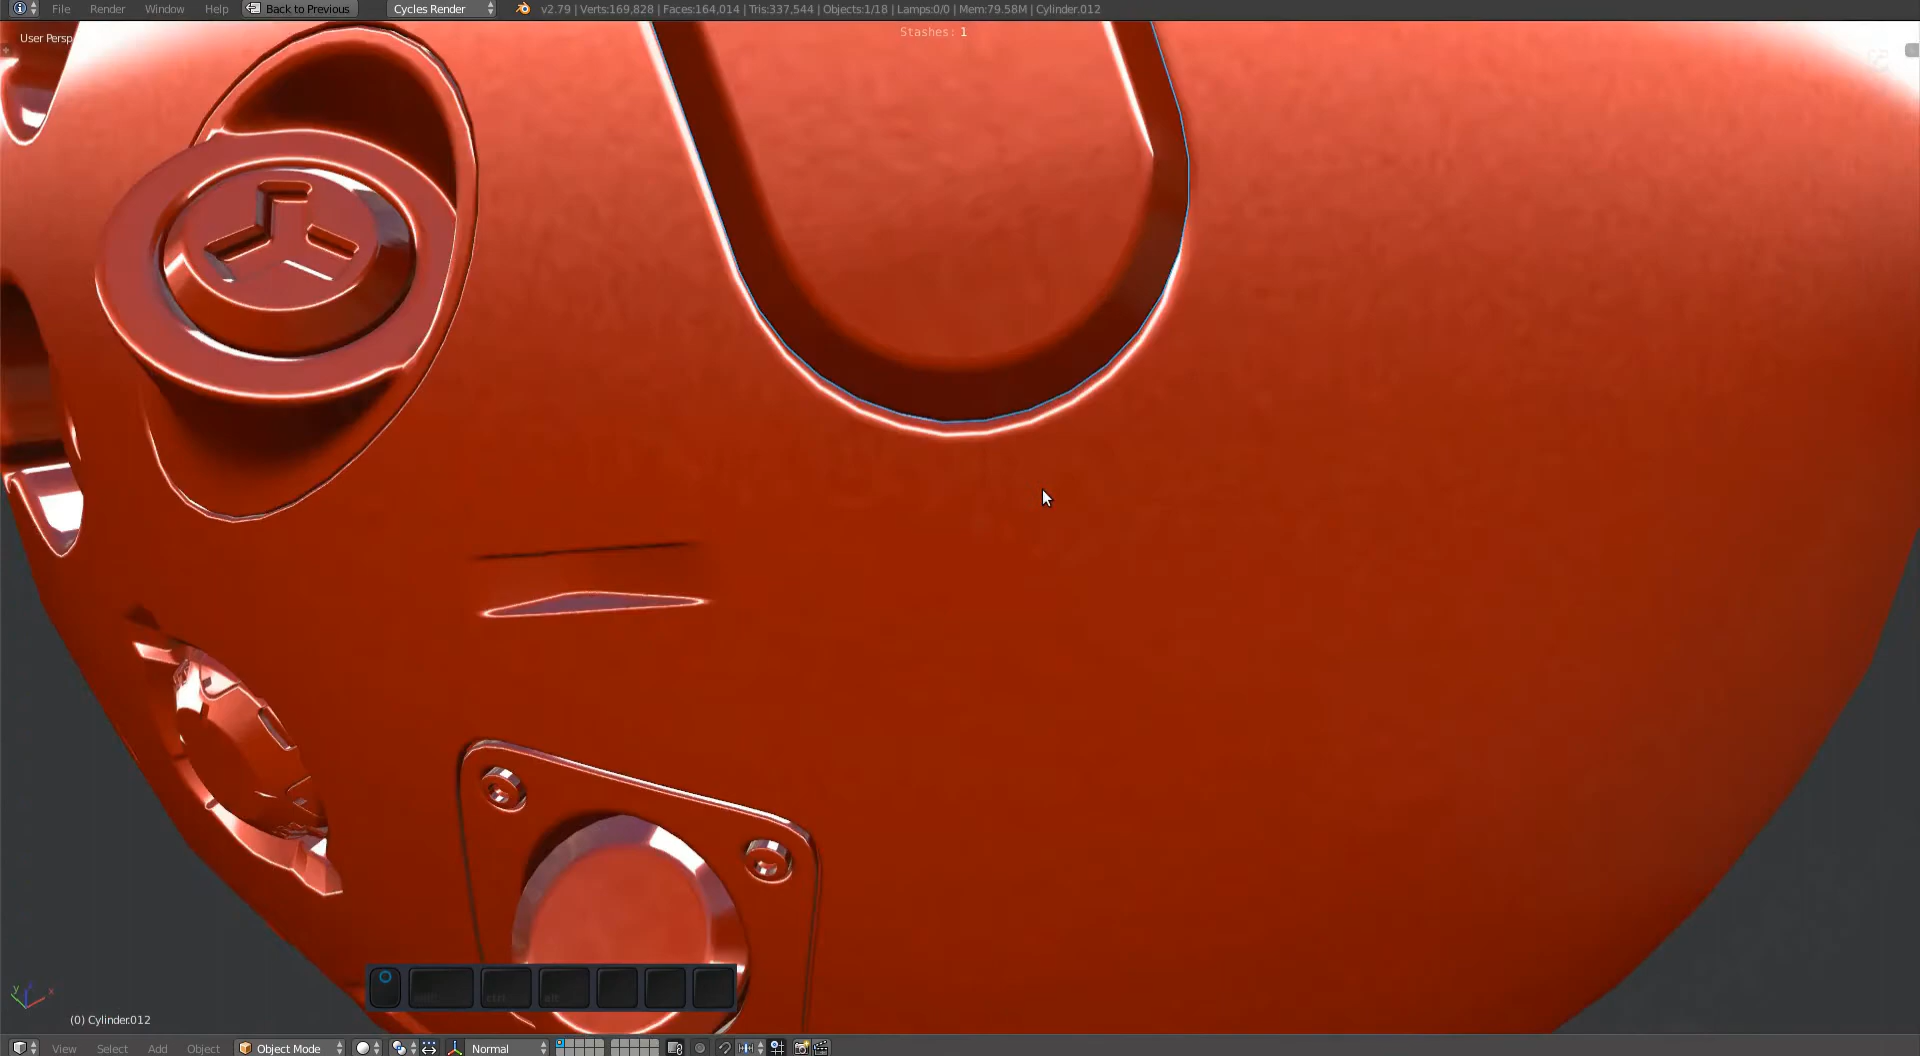 File Render Window Help Back to Previous Cycles Render v2.79 | Verts:169,828 | Faces:164,014 | Tris:337,544 | Objects:1/18 | Lamps:0/0 | Mem:79.58M | Cylinder.012
User Persp
Stashes: 1
ctrl alt
y x
(0) Cylinder.012
View Select Add Object Object Mode Normal